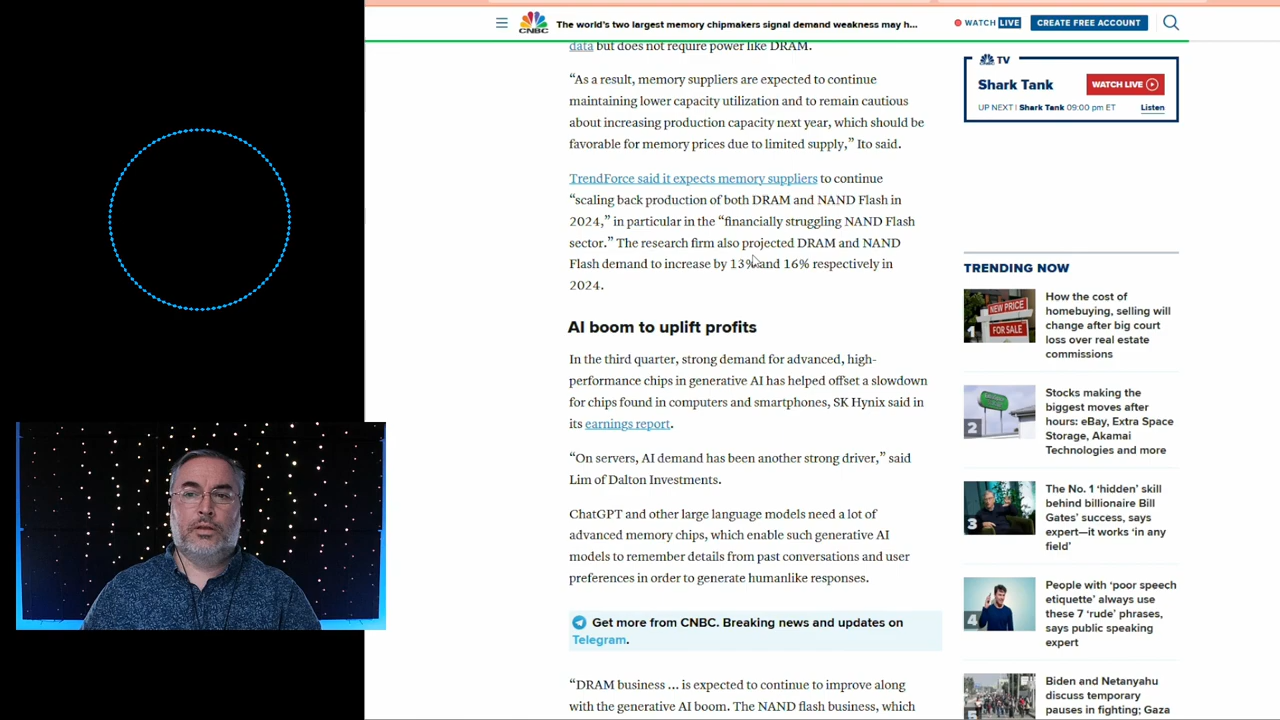 CNBC
The world's two largest memory chipmakers signal demand weakness may h...
WATCH LIVE
CREATE FREE ACCOUNT
data but does not require power like DRAM.
“As a result, memory suppliers are expected to continue
maintaining lower capacity utilization and to remain cautious
about increasing production capacity next year, which should be
favorable for memory prices due to limited supply,” Ito said.
TrendForce said it expects memory suppliers to continue
“scaling back production of both DRAM and NAND Flash in
2024,” in particular in the “financially struggling NAND Flash
sector.” The research firm also projected DRAM and NAND
Flash demand to increase by 13% and 16% respectively in
2024.
AI boom to uplift profits
In the third quarter, strong demand for advanced, high-
performance chips in generative AI has helped offset a slowdown
for chips found in computers and smartphones, SK Hynix said in
its earnings report.
“On servers, AI demand has been another strong driver,” said
Lim of Dalton Investments.
ChatGPT and other large language models need a lot of
advanced memory chips, which enable such generative AI
models to remember details from past conversations and user
preferences in order to generate humanlike responses.
Get more from CNBC. Breaking news and updates on
Telegram.
“DRAM business ... is expected to continue to improve along
with the generative AI boom. The NAND flash business, which
TV
Shark Tank
WATCH LIVE
UP NEXT | Shark Tank 09:00 pm ET
Listen
TRENDING NOW
NEW PRICE
FOR SALE
1
How the cost of
homebuying, selling will
change after big court
loss over real estate
commissions
2
Stocks making the
biggest moves after
hours: eBay, Extra Space
Storage, Akamai
Technologies and more
3
The No. 1 ‘hidden’ skill
behind billionaire Bill
Gates’ success, says
expert—it works ‘in any
field’
4
People with ‘poor speech
etiquette’ always use
these 7 ‘rude’ phrases,
says public speaking
expert
5
Biden and Netanyahu
discuss temporary
pauses in fighting; Gaza